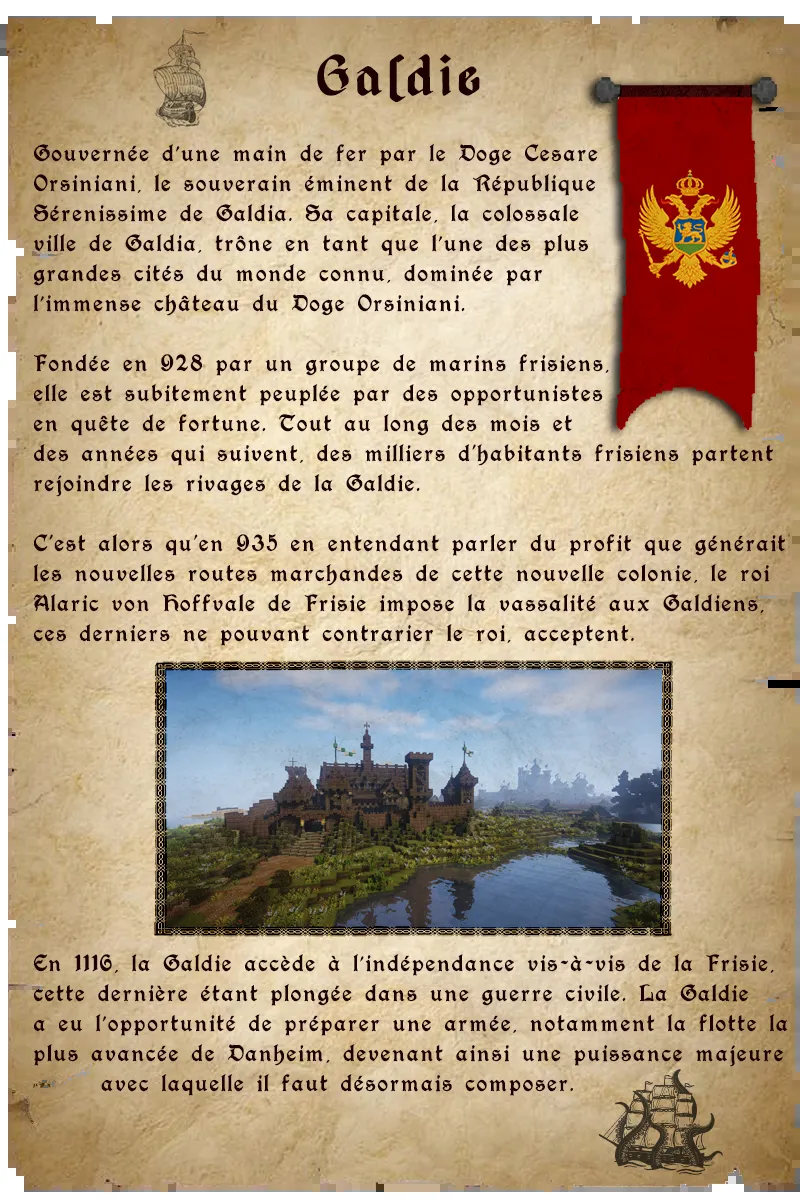 Galdie
Gouvernée d'une main de fer par le Doge Cesare
Orsiniani, le souverain éminent de la République
Sérenissime de Galdia. Sa capitale, la colossale
ville de Galdia, trône en tant que l'une des plus
grandes cités du monde connu, dominée par
l'immense château du Doge Orsiniani.
Fondée en 928 par un groupe de marins frisiens,
elle est subitement peuplée par des opportunistes
en quête de fortune. Tout au long des mois et
des années qui suivent, des milliers d'habitants frisiens partent
rejoindre les rivages de la Galdie.
C'est alors qu'en 935 en entendant parler du profit que générait
les nouvelles routes marchandes de cette nouvelle colonie, le roi
Alaric von Hoffvale de Frisie impose la vassalité aux Galdiens,
ces derniers ne pouvant contrarier le roi, acceptent.
En 1116, la Galdie accède à l'indépendance vis-à-vis de la Frisie,
cette dernière étant plongée dans une guerre civile. La Galdie
a eu l'opportunité de préparer une armée, notamment la flotte la
plus avancée de Danheim, devenant ainsi une puissance majeure
avec laquelle il faut désormais composer.